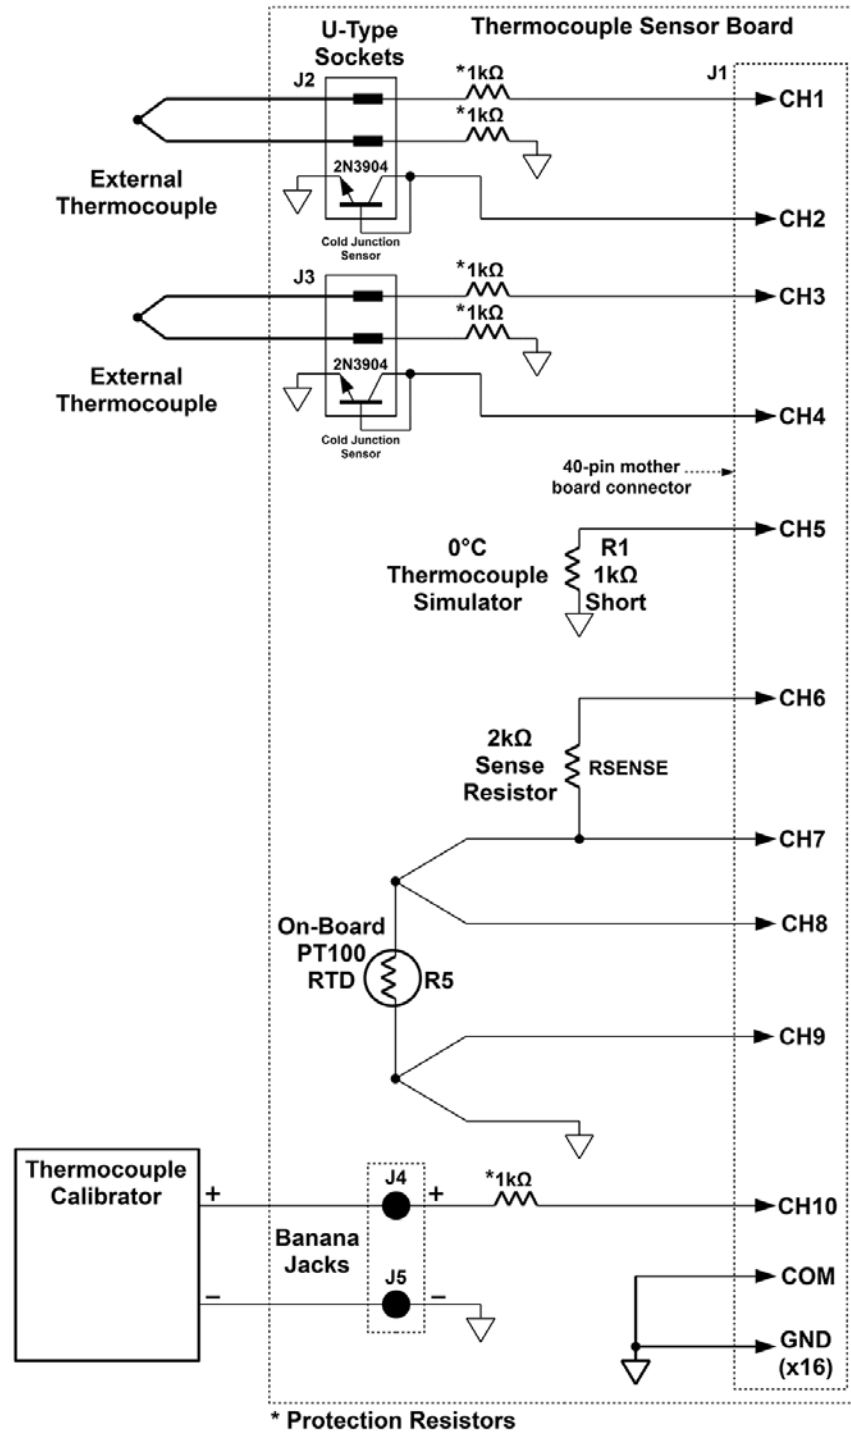 Thermocouple Sensor Board
U-Type
Sockets
J2
*1kΩ
J1
CH1
*1kΩ
2N3904
External
Thermocouple
CH2
Cold Junction
Sensor
J3
*1kΩ
CH3
*1kΩ
2N3904
External
Thermocouple
CH4
Cold Junction
Sensor
40-pin mother
board connector
CH5
0°C
Thermocouple
Simulator
R1
1kΩ
Short
CH6
2kΩ
Sense
Resistor
RSENSE
CH7
CH8
On-Board
PT100
RTD
R5
CH9
Thermocouple
Calibrator
+
−
J4
+
*1kΩ
CH10
Banana
Jacks
J5
−
COM
GND
(x16)
* Protection Resistors